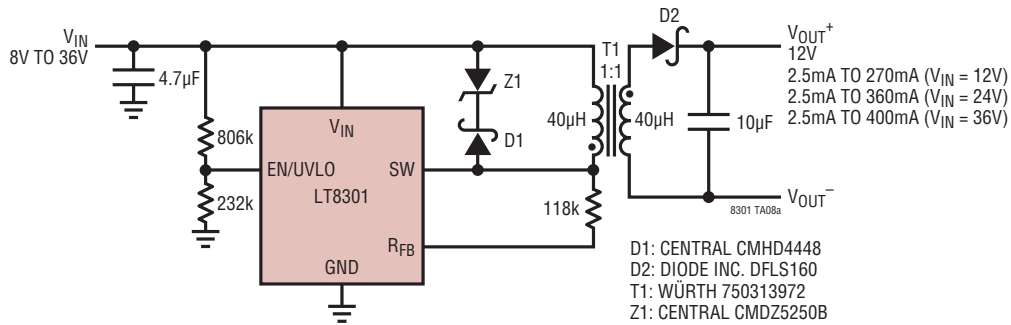 D2
V_IN
8V TO 36V
4.7µF
806k
232k
V_IN
EN/UVLO
SW
LT8301
R_FB
GND
Z1
D1
T1
1:1
40µH
40µH
118k
10µF
V_OUT+
12V
2.5mA TO 270mA (V_IN = 12V)
2.5mA TO 360mA (V_IN = 24V)
2.5mA TO 400mA (V_IN = 36V)
V_OUT−
8301 TA08a
D1: CENTRAL CMHD4448
D2: DIODE INC. DFLS160
T1: WÜRTH 750313972
Z1: CENTRAL CMDZ5250B